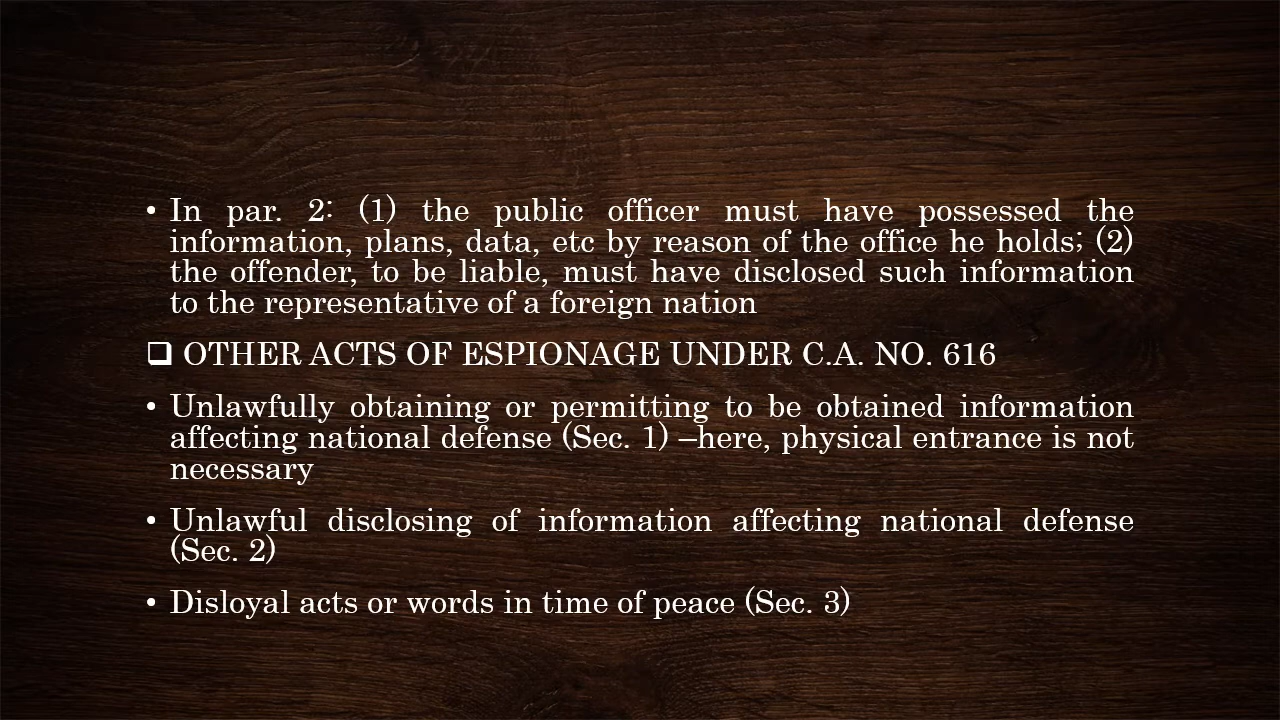 • In par. 2: (1) the public officer must have possessed the
information, plans, data, etc by reason of the office he holds; (2)
the offender, to be liable, must have disclosed such information
to the representative of a foreign nation
❑ OTHER ACTS OF ESPIONAGE UNDER C.A. NO. 616
• Unlawfully obtaining or permitting to be obtained information
affecting national defense (Sec. 1) –here, physical entrance is not
necessary
• Unlawful disclosing of information affecting national defense
(Sec. 2)
• Disloyal acts or words in time of peace (Sec. 3)